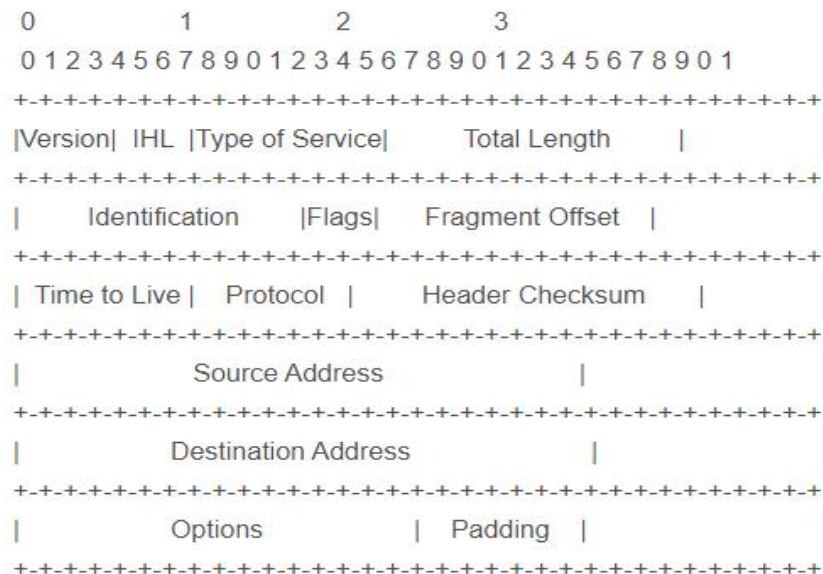 0 1 2 3
0 1 2 3 4 5 6 7 8 9 0 1 2 3 4 5 6 7 8 9 0 1 2 3 4 5 6 7 8 9 0 1
+-+-+-+-+-+-+-+-+-+-+-+-+-+-+-+-+-+-+-+-+-+-+-+-+-+-+-+-+-+-+-+-+
|Version| IHL |Type of Service| Total Length |
+-+-+-+-+-+-+-+-+-+-+-+-+-+-+-+-+-+-+-+-+-+-+-+-+-+-+-+-+-+-+-+-+
| Identification |Flags| Fragment Offset |
+-+-+-+-+-+-+-+-+-+-+-+-+-+-+-+-+-+-+-+-+-+-+-+-+-+-+-+-+-+-+-+-+
| Time to Live | Protocol | Header Checksum |
+-+-+-+-+-+-+-+-+-+-+-+-+-+-+-+-+-+-+-+-+-+-+-+-+-+-+-+-+-+-+-+-+
| Source Address |
+-+-+-+-+-+-+-+-+-+-+-+-+-+-+-+-+-+-+-+-+-+-+-+-+-+-+-+-+-+-+-+-+
| Destination Address |
+-+-+-+-+-+-+-+-+-+-+-+-+-+-+-+-+-+-+-+-+-+-+-+-+-+-+-+-+-+-+-+-+
| Options | Padding |
+-+-+-+-+-+-+-+-+-+-+-+-+-+-+-+-+-+-+-+-+-+-+-+-+-+-+-+-+-+-+-+-+